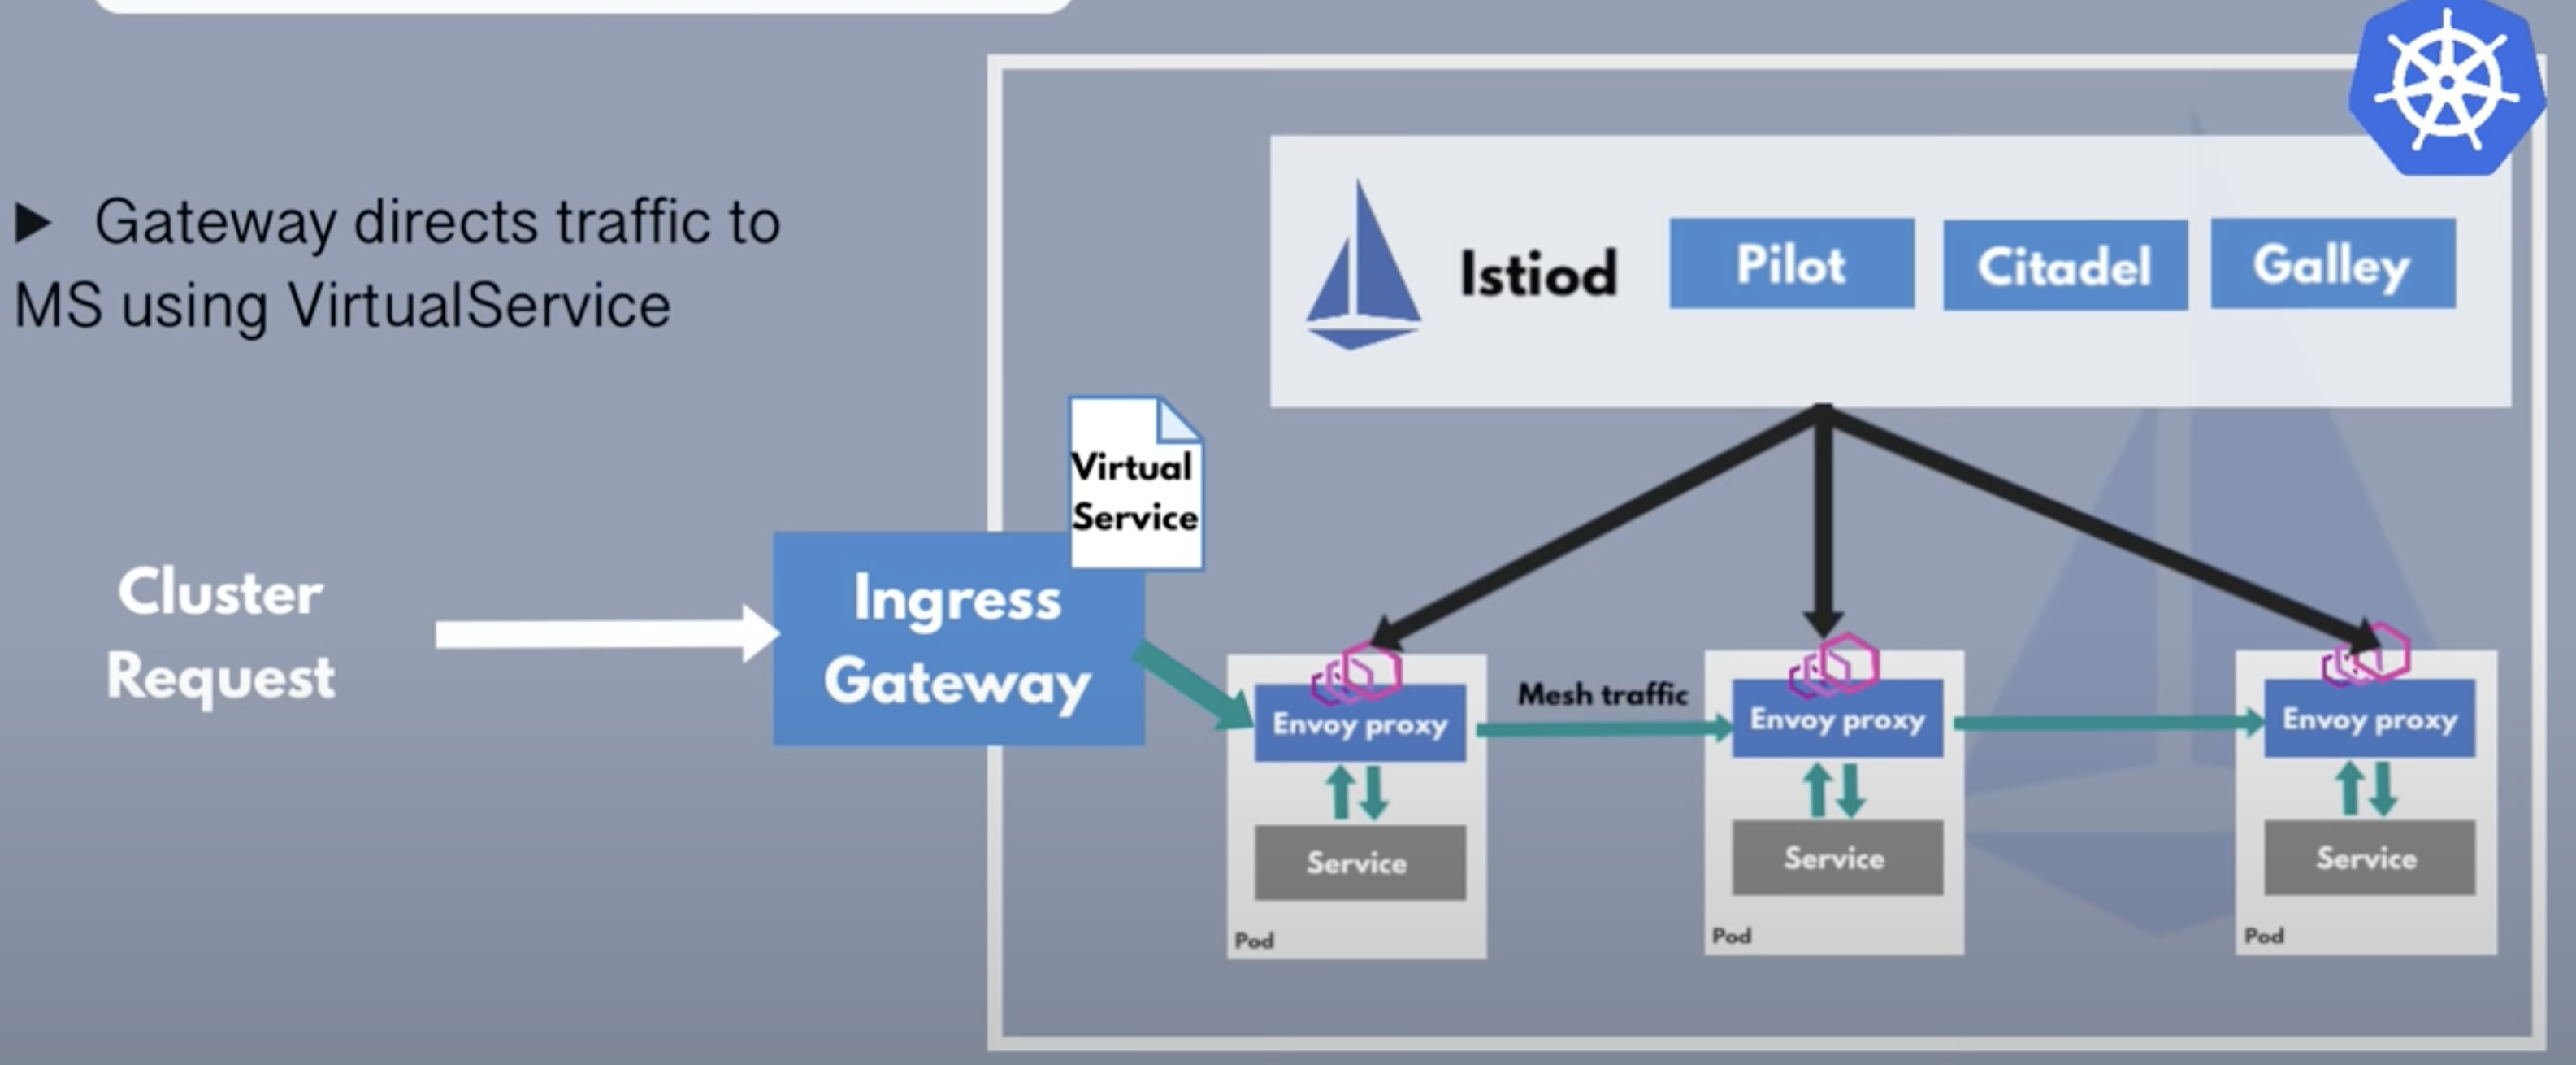 ▶ Gateway directs traffic to
MS using VirtualService
Istiod
Pilot
Citadel
Galley
Virtual
Service
Cluster
Request
Ingress
Gateway
Mesh traffic
Envoy proxy
Service
Pod
Envoy proxy
Service
Pod
Envoy proxy
Service
Pod